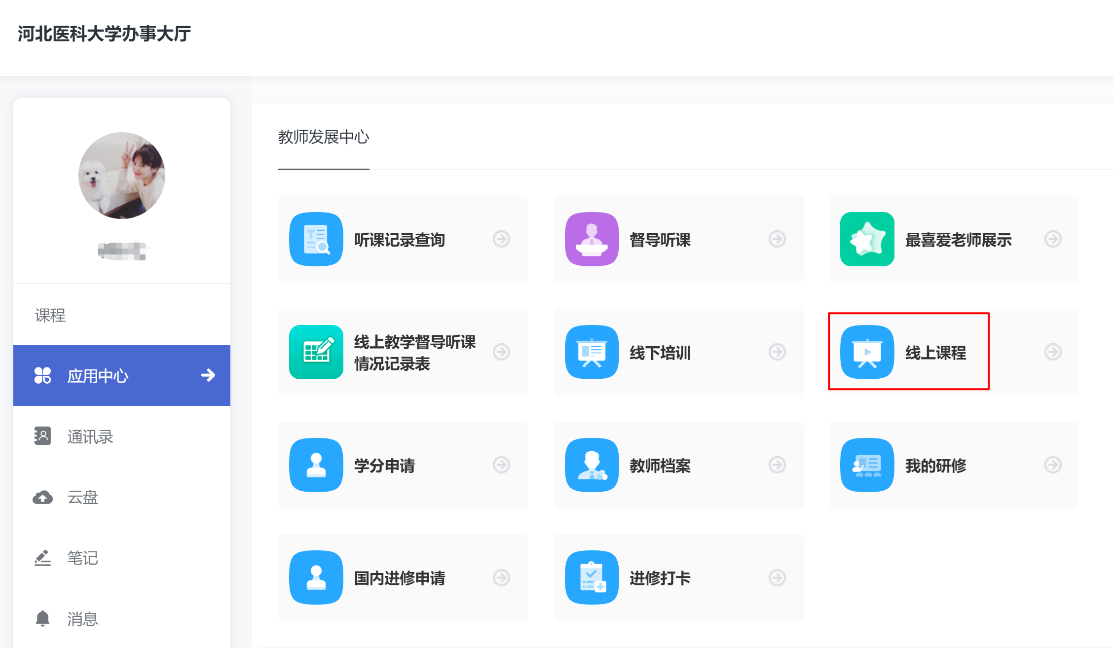 河北医科大学办事大厅
教师发展中心
听课记录查询
督导听课
最喜爱老师展示
课程
线上教学督导听课
情况记录表
线下培训
线上课程
应用中心
通讯录
学分申请
教师档案
我的研修
云盘
笔记
国内进修申请
进修打卡
消息